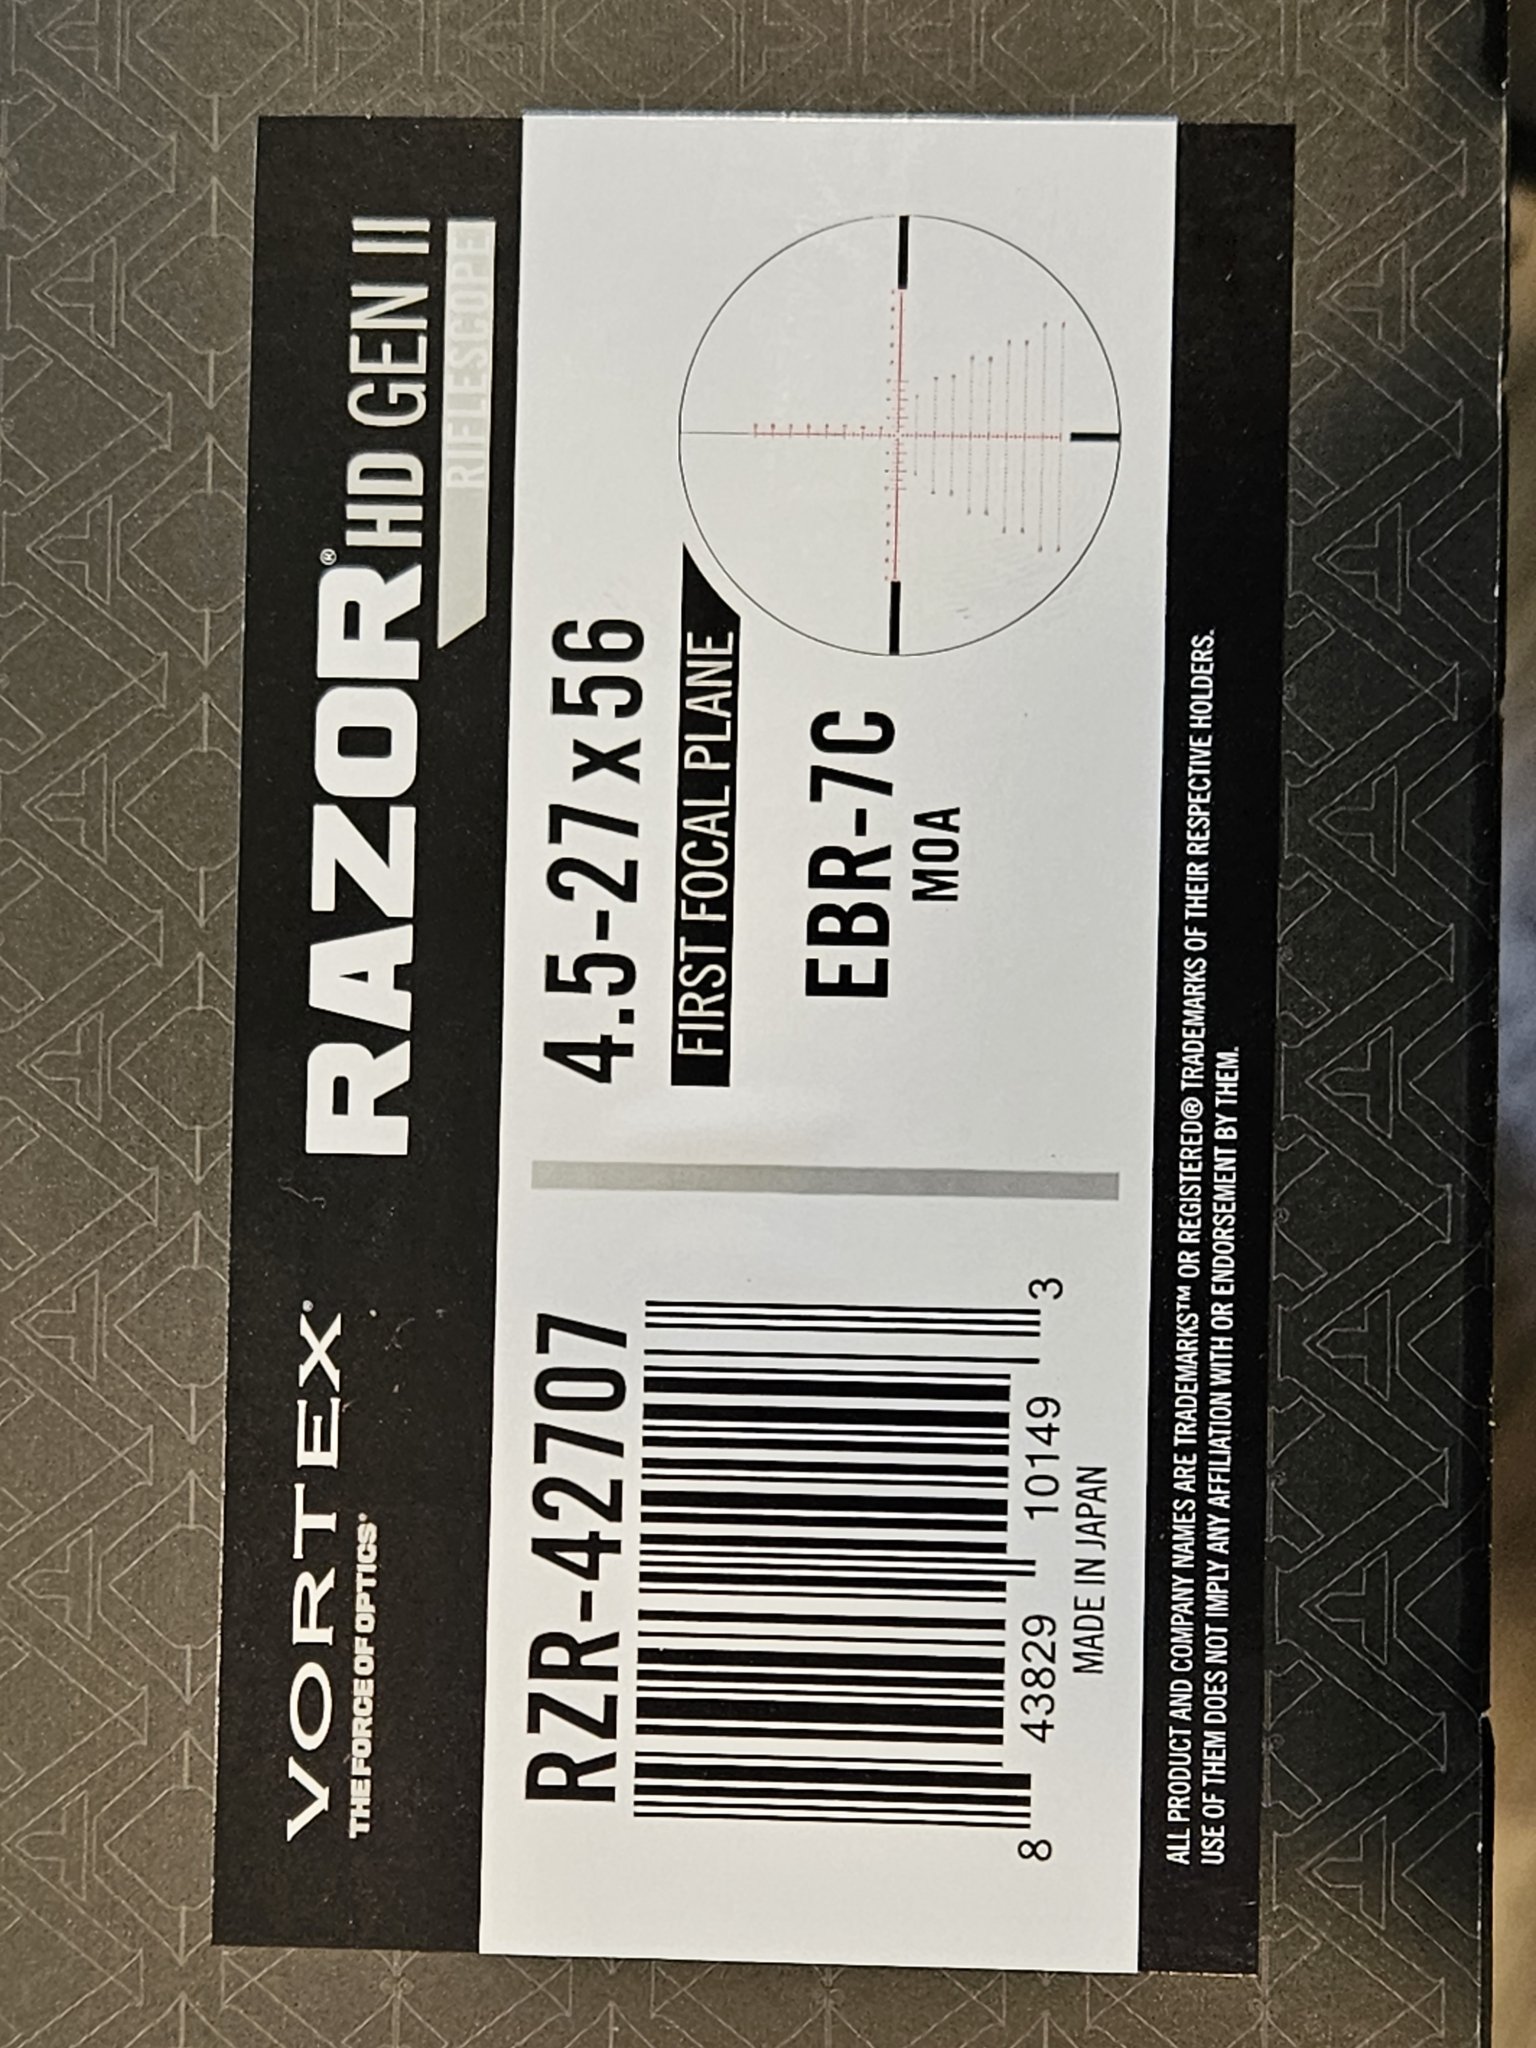 VORTEX®
THE FORCE OF OPTICS®
RAZOR® HD GEN II
RIFLESCOPE
RZR-42707
8 43829 10149 3
MADE IN JAPAN
4.5-27x56
FIRST FOCAL PLANE
EBR-7C
MOA
ALL PRODUCT AND COMPANY NAMES ARE TRADEMARKS™ OR REGISTERED® TRADEMARKS OF THEIR RESPECTIVE HOLDERS.
USE OF THEM DOES NOT IMPLY ANY AFFILIATION WITH OR ENDORSEMENT BY THEM.